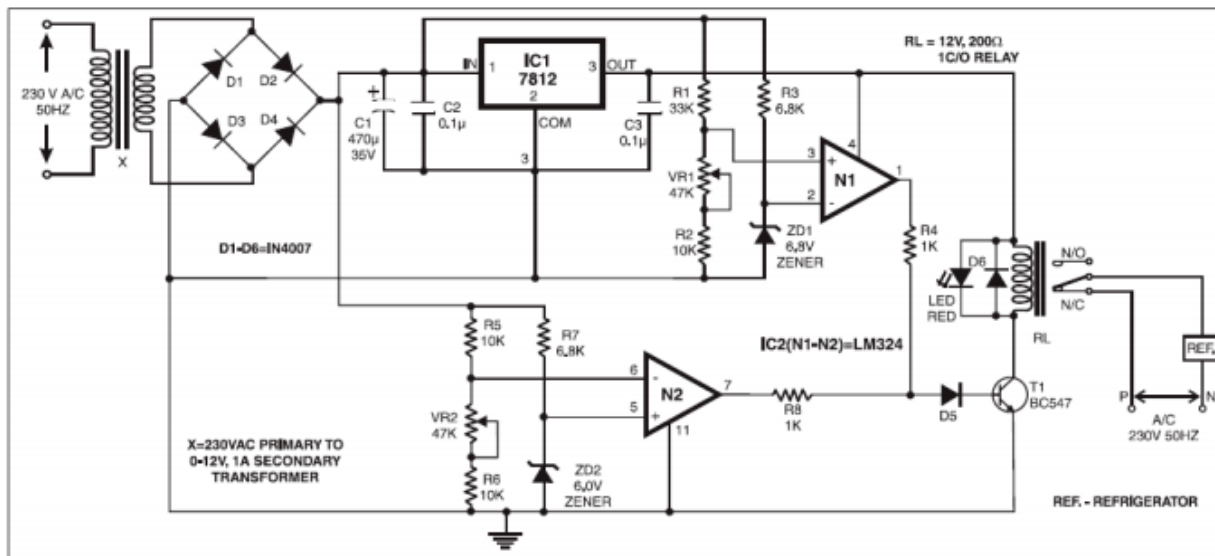 230 V A/C
50HZ
X
D1
D2
D3
D4
D1-D6=IN4007
X=230VAC PRIMARY TO
0-12V, 1A SECONDARY
TRANSFORMER
+
C1
470µ
35V
C2
0.1µ
IN
1
IC1
7812
3
OUT
2
COM
3
C3
0.1µ
R1
33K
VR1
47K
R2
10K
R3
6.8K
ZD1
6.8V
ZENER
3
+
2
-
N1
4
1
R4
1K
RL = 12V, 200Ω
1C/O RELAY
D6
LED
RED
RL
N/O
N/C
REF.
P
N
A/C
230V 50HZ
R5
10K
VR2
47K
R6
10K
R7
6.8K
ZD2
6.0V
ZENER
6
-
5
+
N2
7
11
IC2(N1-N2)=LM324
R8
1K
D5
T1
BC547
REF. - REFRIGERATOR